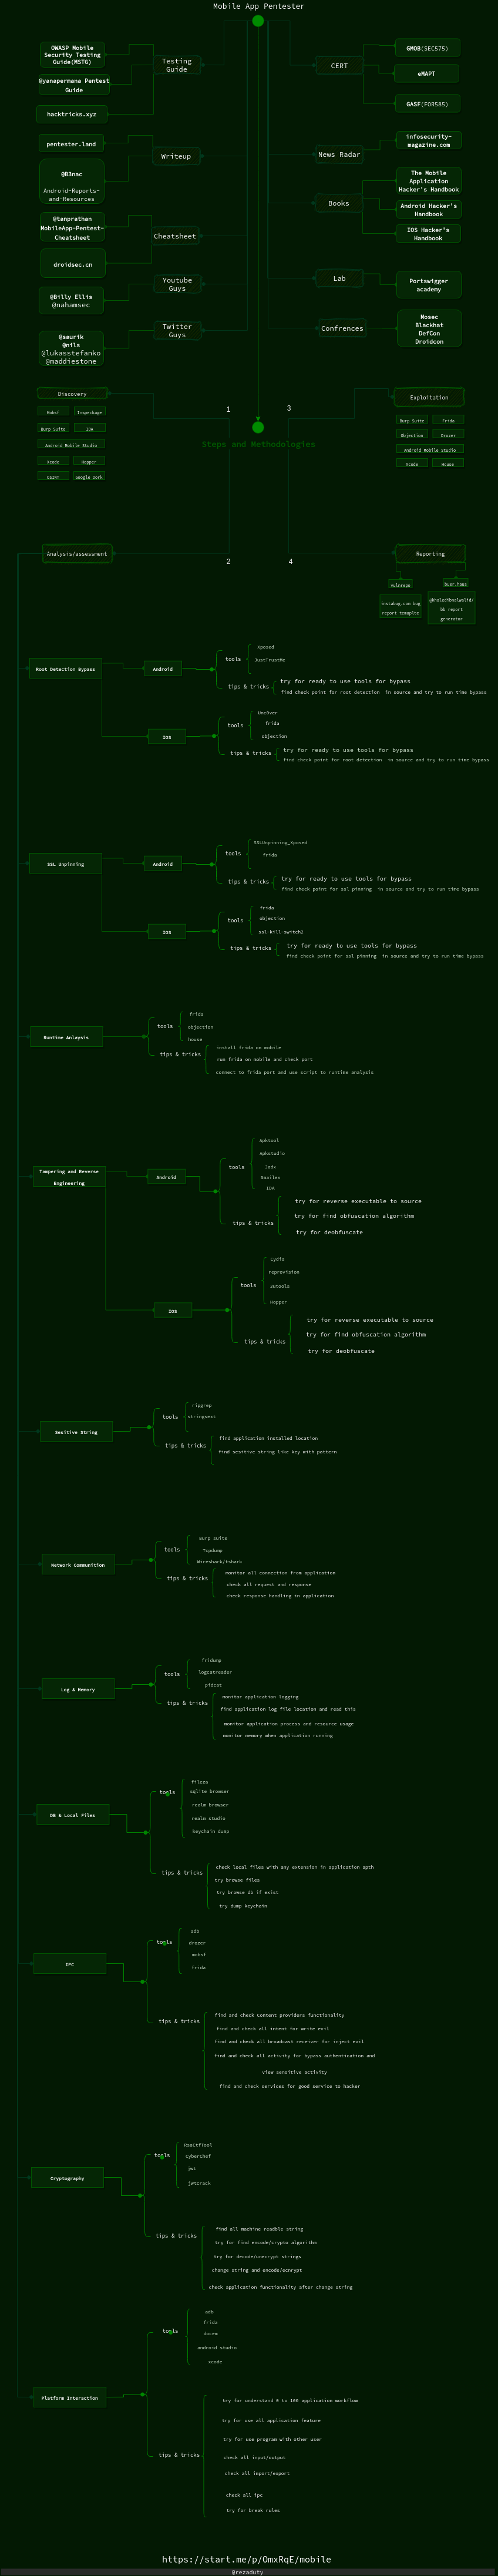 Mobile App Pentester
OWASP Mobile
Security Testing
Guide(MSTG)
@yanapermana Pentest
Guide
hacktricks.xyz
Testing
Guide
pentester.land
@B3nac
Android-Reports-
and-Resources
Writeup
@tanprathan
MobileApp-Pentest-
Cheatsheet
droidsec.cn
Cheatsheet
@Billy Ellis
@nahamsec
Youtube
Guys
@saurik
@nils
@lukasstefanko
@maddiestone
Twitter
Guys
CERT
GMOB(SEC575)
eMAPT
GASF(FOR585)
News Radar
infosecurity-
magazine.com
Books
The Mobile
Application
Hacker's Handbook
Android Hacker's
Handbook
IOS Hacker's
Handbook
Lab
Portswigger
academy
Confrences
Mosec
Blackhat
DefCon
Droidcon
Discovery
Mobsf
Inspeckage
Burp Suite
IDA
Android Mobile Studio
Xcode
Hopper
OSINT
Google Dork
1
3
Steps and Methodologies
Exploitation
Burp Suite
frida
Objection
Drozer
Android Mobile Studio
Xcode
House
Analysis/assessment
2
4
Reporting
vulnreps
buer.haus
instabug.com bug
report temaplte
@khaledibnalwalid/
bb report
generator
Root Detection Bypass
Android
tools
Xposed
JustTrustMe
tips & tricks
try for ready to use tools for bypass
find check point for root detection in source and try to run time bypass
IOS
tools
Unc0ver
frida
objection
tips & tricks
try for ready to use tools for bypass
find check point for root detection in source and try to run time bypass
SSL Unpinning
Android
tools
SSLUnpinning_Xposed
frida
tips & tricks
try for ready to use tools for bypass
find check point for ssl pinning in source and try to run time bypass
IOS
tools
frida
objection
ssl-kill-switch2
tips & tricks
try for ready to use tools for bypass
find check point for ssl pinning in source and try to run time bypass
Runtime Anlaysis
tools
frida
objection
house
tips & tricks
install frida on mobile
run frida on mobile and check port
connect to frida port and use script to runtime analysis
Tampering and Reverse
Engineering
Android
tools
Apktool
Apkstudio
Jadx
Smeilex
IDA
tips & tricks
try for reverse executable to source
try for find obfuscation algorithm
try for deobfuscate
IOS
tools
Cydia
reprovision
3utools
Hopper
tips & tricks
try for reverse executable to source
try for find obfuscation algorithm
try for deobfuscate
Sesitive String
tools
ripgrep
stringsext
tips & tricks
find application installed location
find sesitive string like key with pattern
Network Communition
tools
Burp suite
Tcpdump
Wireshark/tshark
tips & tricks
monitor all connection from application
check all request and response
check response handling in application
Log & Memory
tools
fridump
logcatreader
pidcat
tips & tricks
monitor application logging
find application log file location and read this
monitor application process and resource usage
monitor memory when application running
DB & Local Files
tools
fileza
sqlite browser
realm browser
realm studio
keychain dump
tips & tricks
check local files with any extension in application opth
try browse files
try browse db if exist
try dump keychain
IPC
tools
adb
drozer
mobsf
frida
tips & tricks
find and check Content providers functionality
find and check all intent for write evil
find and check all broadcast receiver for inject evil
find and check all activity for bypass authentication and
view sensitive activity
find and check services for good service to hacker
Cryptography
tools
RsaCtfTool
CyberChef
jwt
jwtcrack
tips & tricks
find all machine readble string
try for find encode/crypto algorithm
try for decode/unecrypt strings
change string and encode/ecnrypt
check application functionality after change string
Platform Interaction
tools
adb
frida
docem
android studio
xcode
tips & tricks
try for understand 0 to 100 application workflow
try for use all application feature
try for use program with other user
check all input/output
check all import/export
check all ipc
try for break rules
https://start.me/p/OmxRqE/mobile
@rezaduty